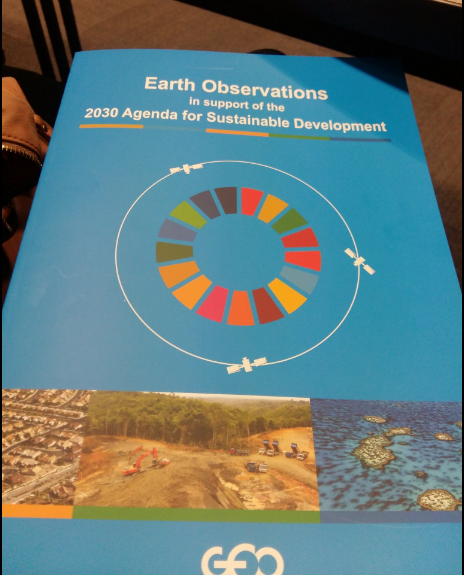 Earth Observations
in support of the
2030 Agenda for Sustainable Development
GEO